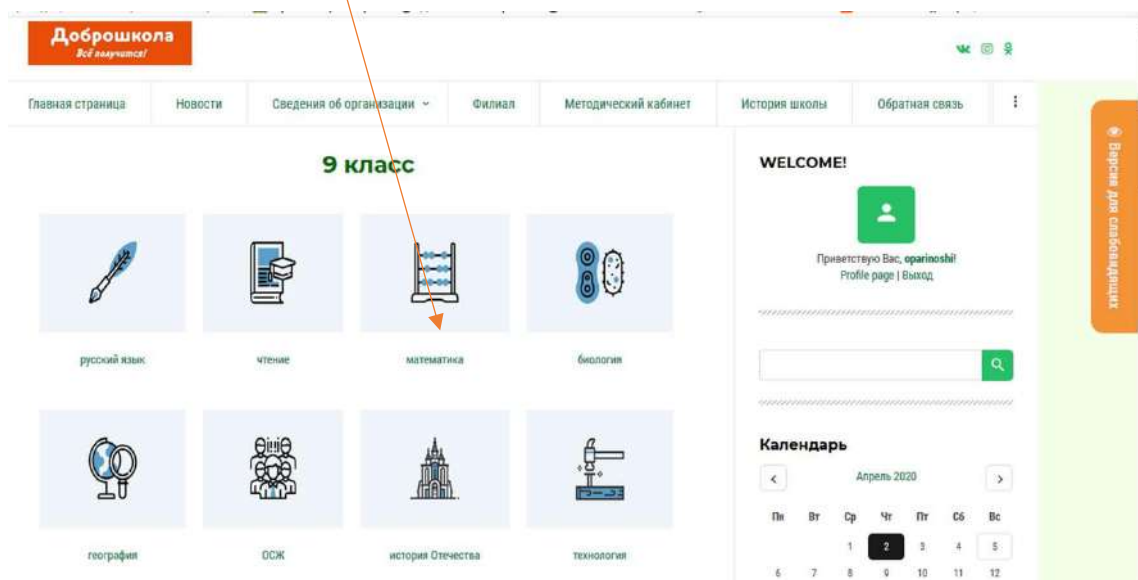 Доброшкола
Всё получится!
Главная страница
Новости
Сведения об организации
Филиал
Методический кабинет
История школы
Обратная связь
Версия для слабовидящих
9 класс
русский язык
чтение
математика
биология
география
ОСЖ
история Отечества
технология
WELCOME!
Приветствую Вас, oparinoshi!
Profile page | Выход
Календарь
Апрель 2020
Пн Вт Ср Чт Пт Сб Вс
1 2 3 4 5
6 7 8 9 10 11 12